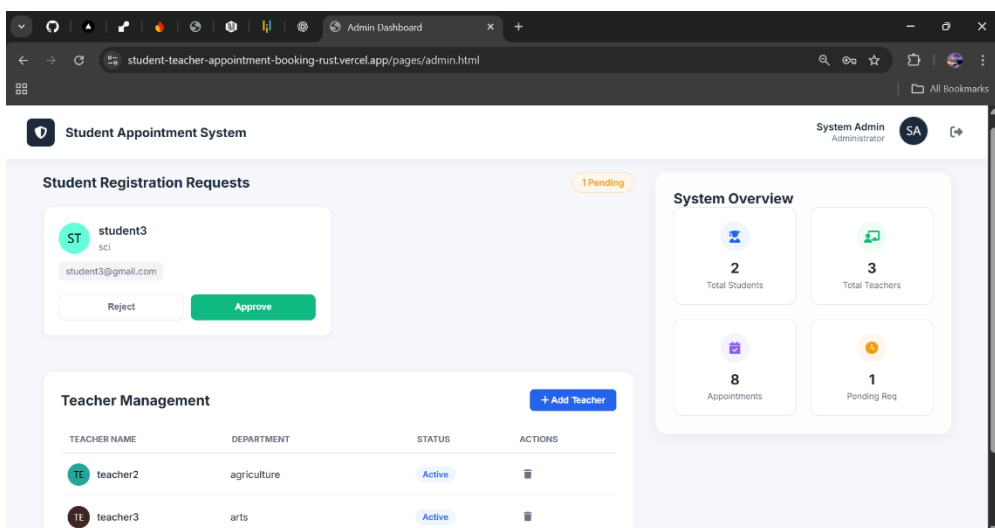 Admin Dashboard
student-teacher-appointment-booking-rust.vercel.app/pages/admin.html
All Bookmarks
Student Appointment System
System Admin
Administrator
SA
Student Registration Requests
1 Pending
ST
student3
sci
student3@gmail.com
Reject
Approve
System Overview
2
Total Students
3
Total Teachers
8
Appointments
1
Pending Req
Teacher Management
+ Add Teacher
TEACHER NAME DEPARTMENT STATUS ACTIONS
TE teacher2 agriculture Active
TE teacher3 arts Active